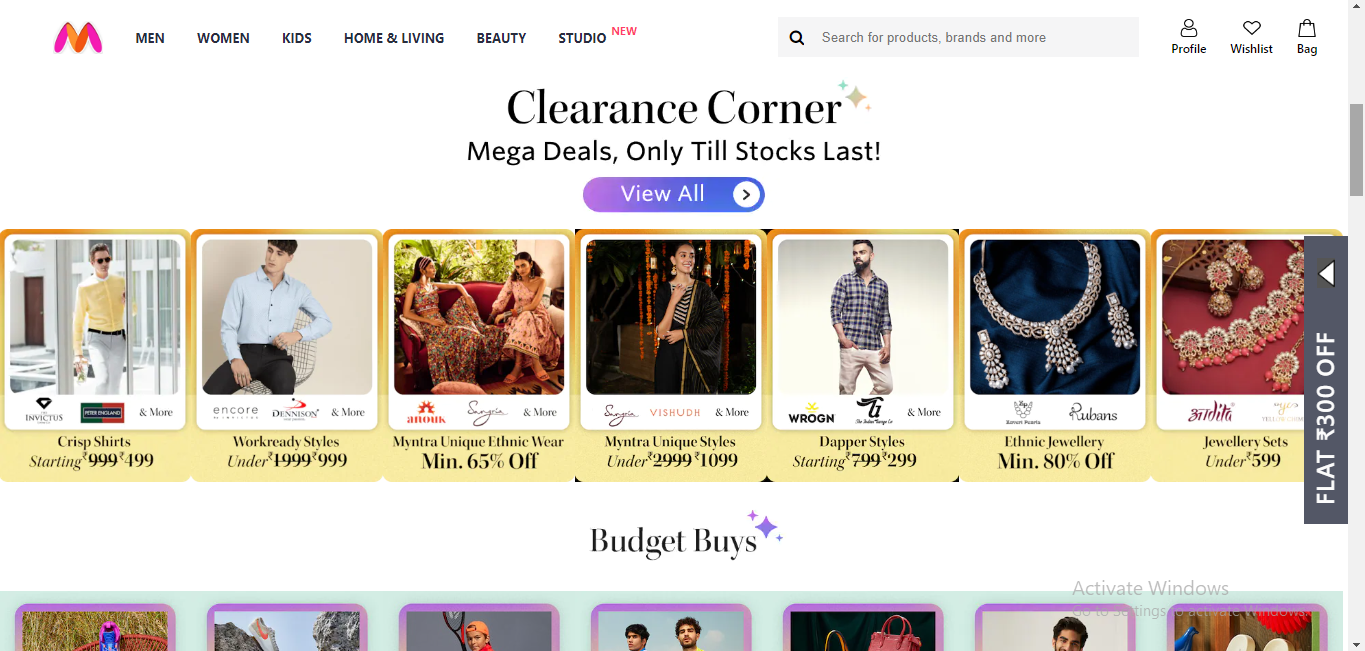 MEN WOMEN KIDS HOME & LIVING BEAUTY STUDIO NEW
Search for products, brands and more
Profile Wishlist Bag
Clearance Corner
Mega Deals, Only Till Stocks Last!
View All
INVICTUS PETER ENGLAND & More
Crisp Shirts
Starting ₹999 ₹499
encore DENNISON & More
Workready Styles
Under ₹1999 ₹999
anouk Sangria & More
Myntra Unique Ethnic Wear
Min. 65% Off
Sangria VISHUDH & More
Myntra Unique Styles
Under ₹2999 ₹1099
WROGN & More
Dapper Styles
Starting ₹799 ₹299
Rubans
Ethnic Jewellery
Min. 80% Off
आदिता
Jewellery Sets
Under ₹599
FLAT ₹300 OFF
Budget Buys
Activate Windows
Go to Settings to activate Windows.